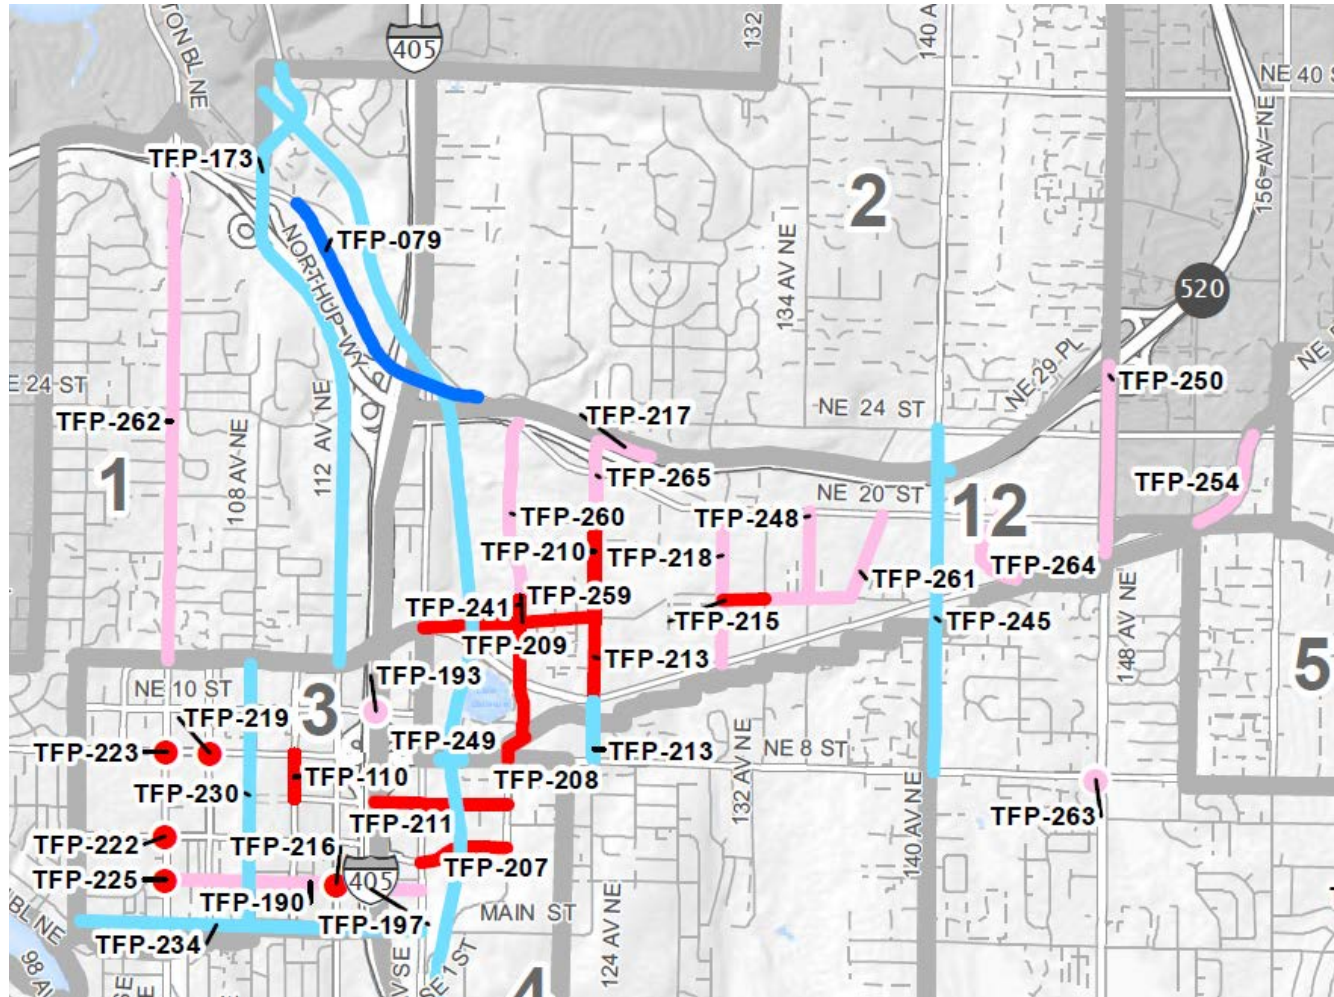 TON BL NE
405
132
140 A
NE 40 S
156 AV NE
TFP-173
2
TFP-079
NORTHUP WY
134 AV NE
520
NE 29 PL
NE
E 24 ST
112 AV NE
108 AV NE
NE 24 ST
TFP-250
TFP-262
TFP-217
1
TFP-265
NE 20 ST
12
TFP-254
TFP-260
TFP-248
TFP-210
TFP-218
TFP-264
TFP-261
TFP-241
TFP-259
TFP-215
TFP-245
TFP-209
TFP-213
148 AV NE
5
TFP-193
NE 10 ST
3
TFP-219
TFP-249
TFP-223
TFP-213
NE 8 ST
132 AV NE
TFP-110
TFP-208
TFP-230
TFP-211
TFP-263
140 AV NE
TFP-222
TFP-216
TFP-207
TFP-225
405
TFP-190
MAIN ST
124 AV NE
TFP-197
BL NE
TFP-234
98 A
SE
E
V SE
SE 1 ST
4